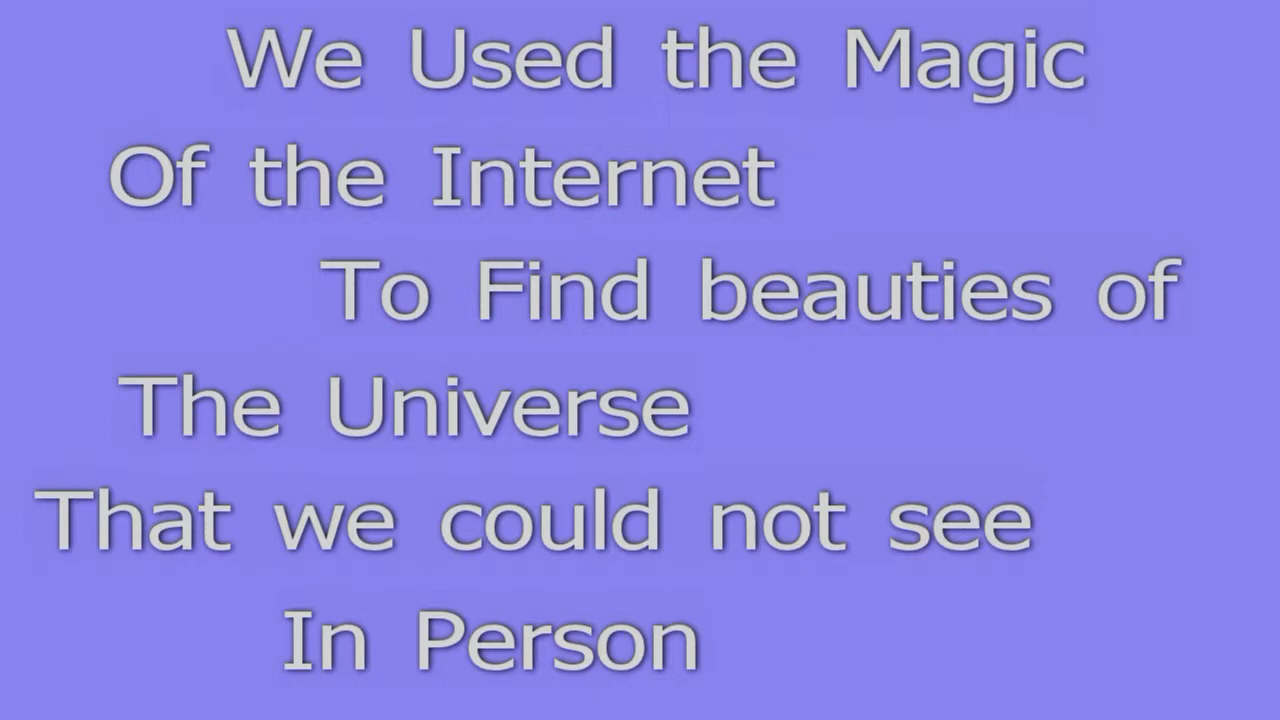 We Used the Magic
Of the Internet
To Find beauties of
The Universe
That we could not see
In Person